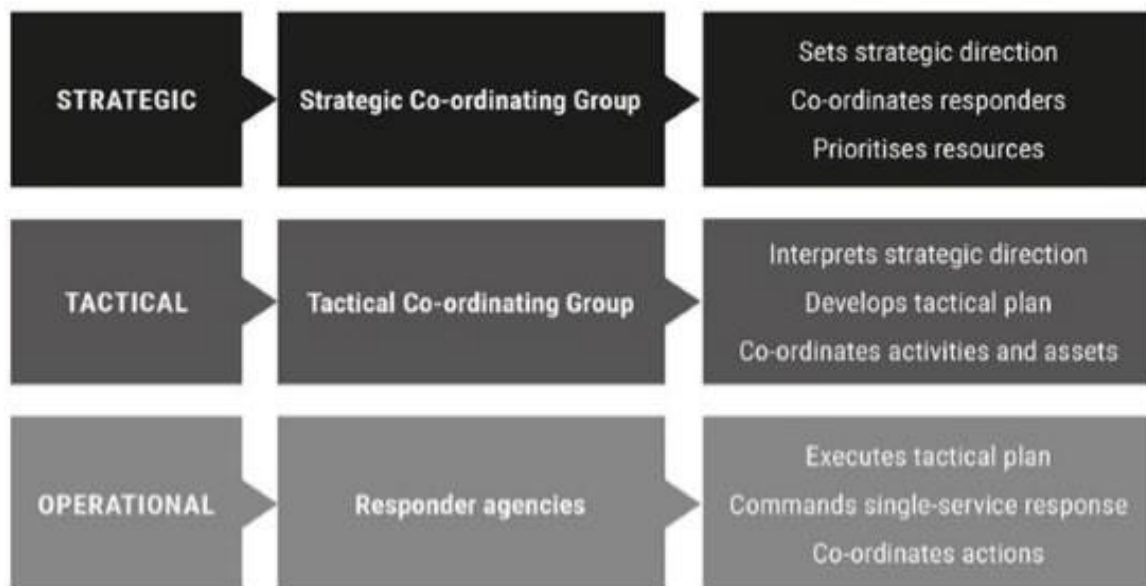 STRATEGIC
Strategic Co-ordinating Group
Sets strategic direction
Co-ordinates responders
Prioritises resources
TACTICAL
Tactical Co-ordinating Group
Interprets strategic direction
Develops tactical plan
Co-ordinates activities and assets
OPERATIONAL
Responder agencies
Executes tactical plan
Commands single-service response
Co-ordinates actions